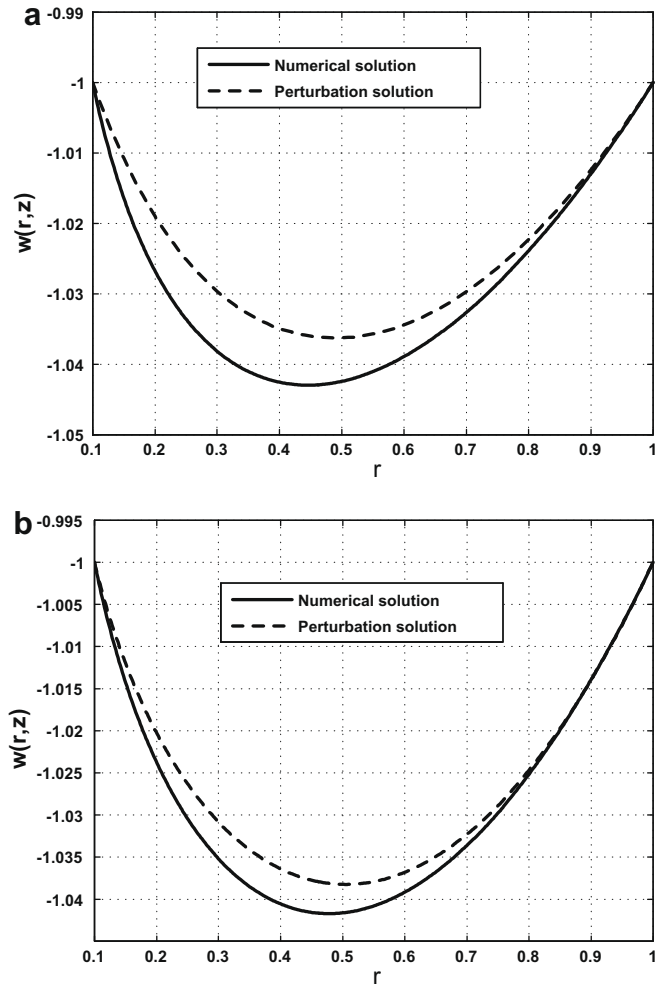 a
-0.99
-1
-1.01
-1.02
-1.03
-1.04
-1.05
w(r,z)
Numerical solution
Perturbation solution
0.1 0.2 0.3 0.4 0.5 0.6 0.7 0.8 0.9 1
r
b
-0.995
-1
-1.005
-1.01
-1.015
-1.02
-1.025
-1.03
-1.035
-1.04
w(r,z)
Numerical solution
Perturbation solution
0.1 0.2 0.3 0.4 0.5 0.6 0.7 0.8 0.9 1
r